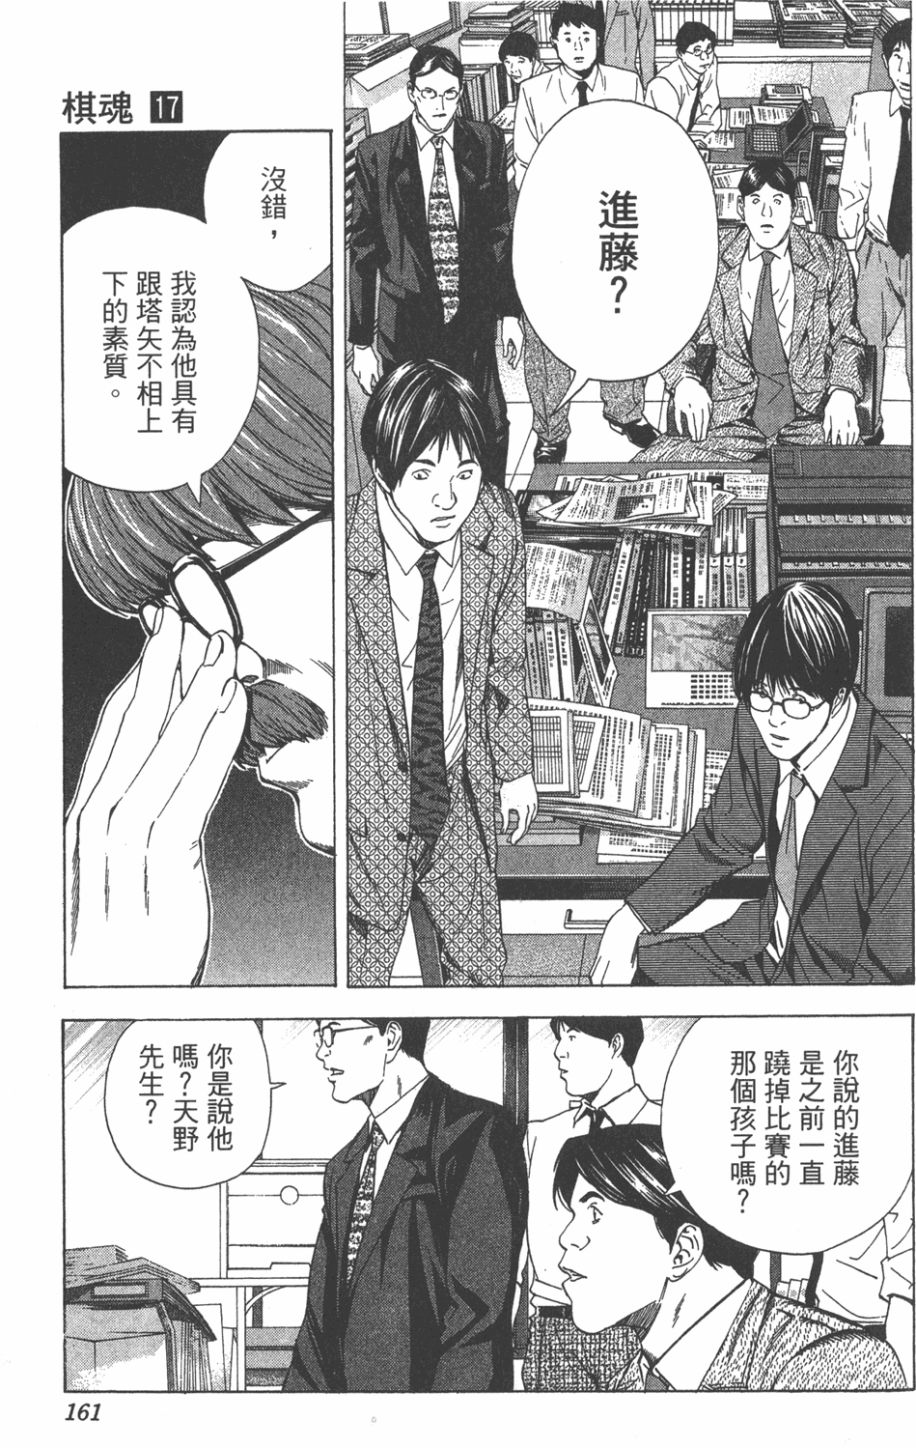 棋魂 17
進藤？
沒錯，
我認為他具有
跟塔矢不相上
下的素質。
你說的進藤
是之前一直
蹺掉比賽的
那個孩子嗎？
你是說他
嗎？天野
先生？
161